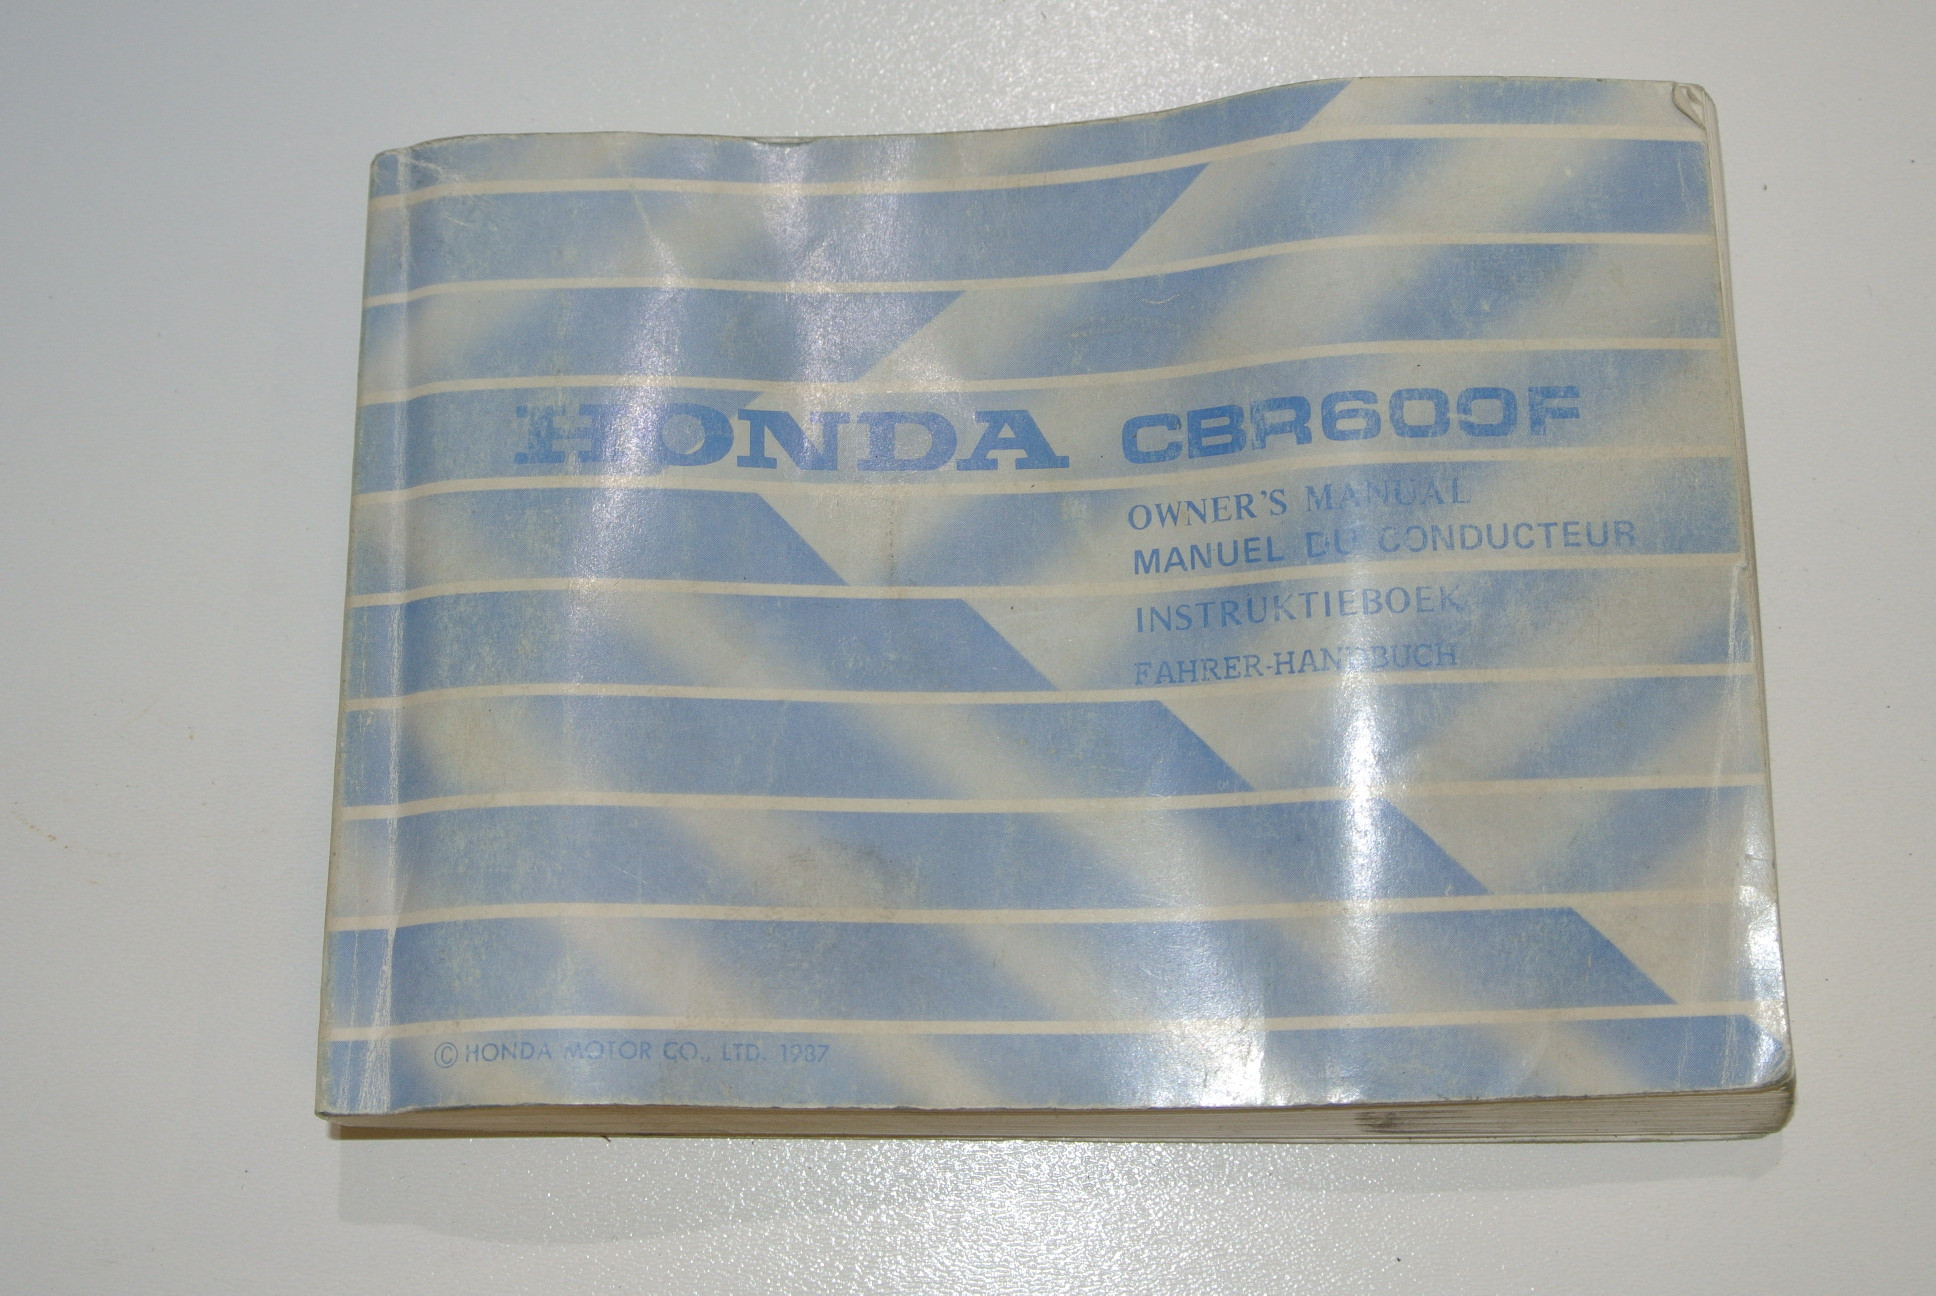 HONDA CBR600F
OWNER'S MANUAL
MANUEL DU CONDUCTEUR
INSTRUKTIEBOEK
FAHRER-HANDBUCH
© HONDA MOTOR CO., LTD. 1987